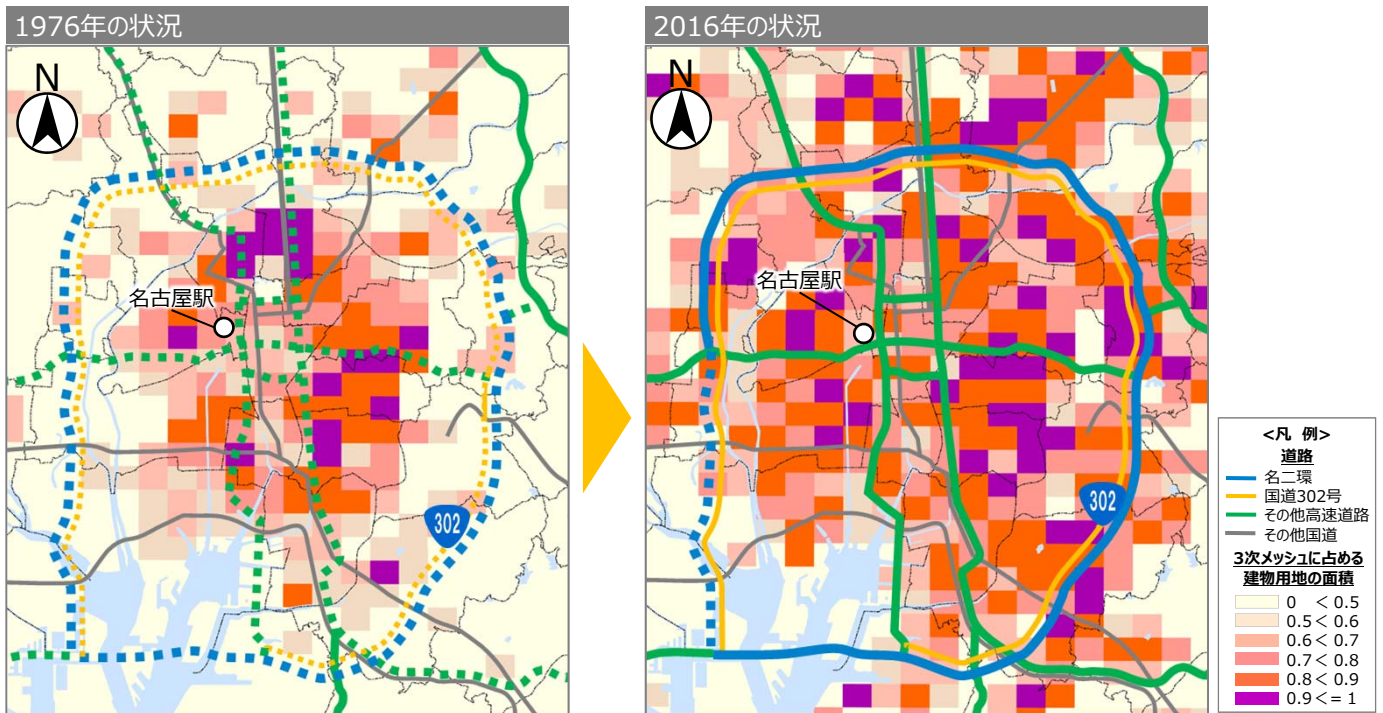 1976年の状況
N
名古屋駅
302
2016年の状況
N
名古屋駅
302
<凡 例>
道路
名二環
国道302号
その他高速道路
その他国道
3次メッシュに占める
建物用地の面積
0 < 0.5
0.5 < 0.6
0.6 < 0.7
0.7 < 0.8
0.8 < 0.9
0.9 < = 1